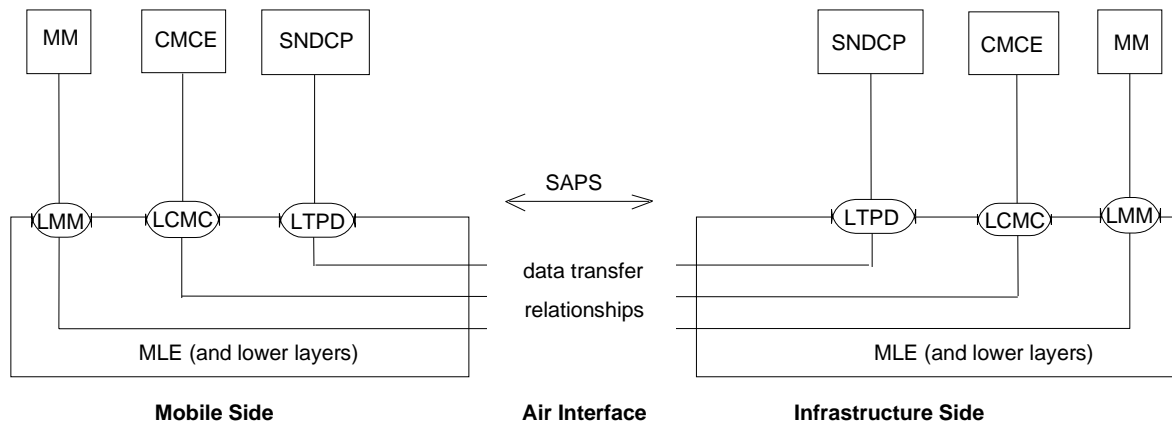 MM CMCE SNDCP SNDCP CMCE MM
SAPS
LMM LCMC LTPD LTPD LCMC LMM
data transfer
relationships
MLE (and lower layers) MLE (and lower layers)
Mobile Side Air Interface Infrastructure Side